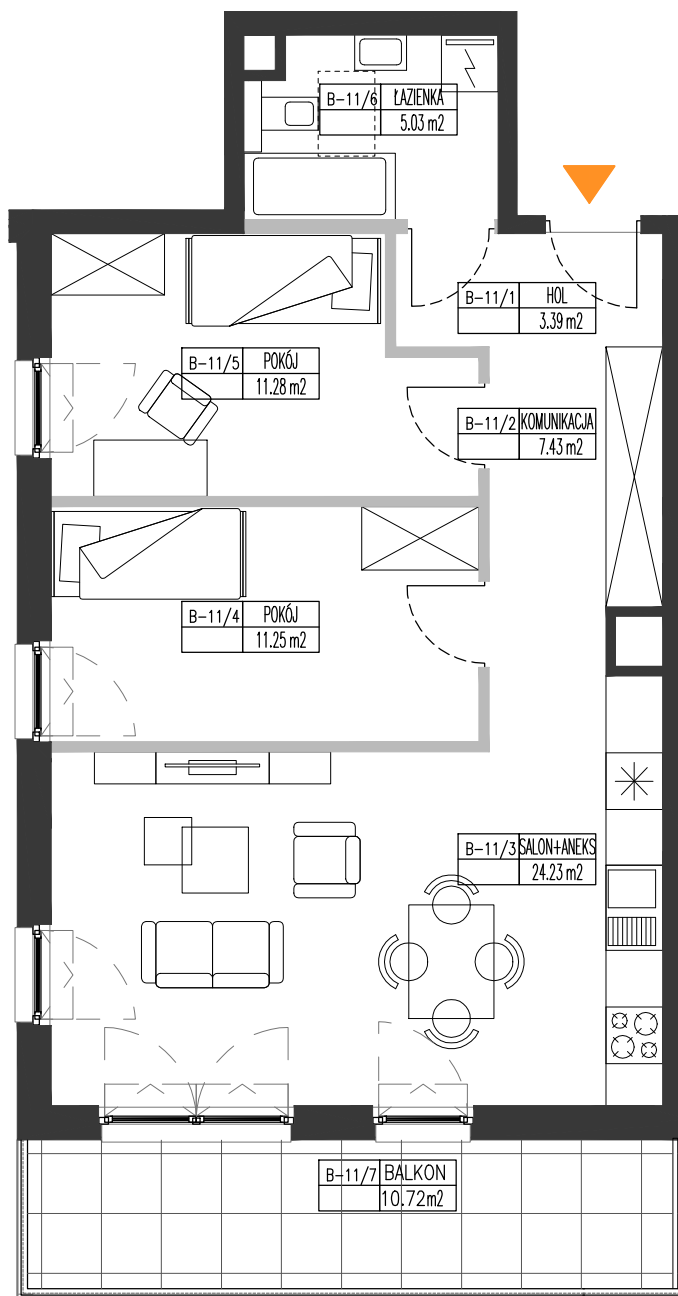 B-11/6 ŁAZIENKA
5.03 m2
B-11/1 HOL
3.39 m2
B-11/5 POKÓJ
11.28 m2
B-11/2 KOMUNIKACJA
7.43 m2
B-11/4 POKÓJ
11.25 m2
B-11/3 SALON+ANEKS
24.23 m2
B-11/7 BALKON
10.72m2